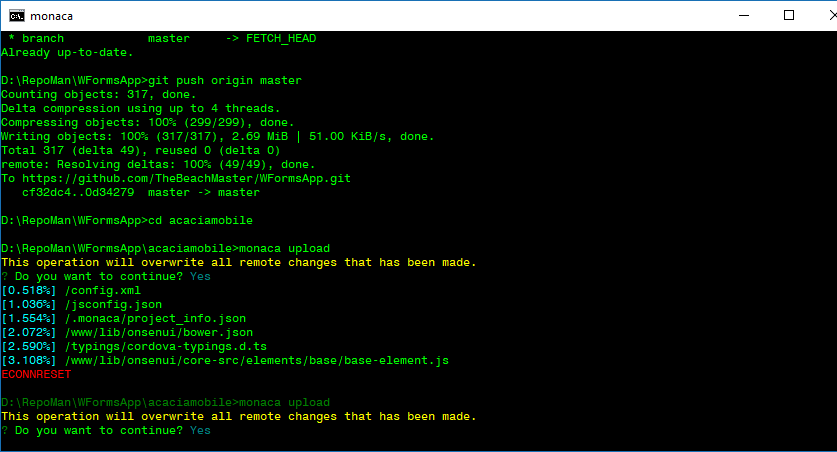 monaca
* branch            master     -> FETCH_HEAD
Already up-to-date.
D:\RepoMan\WFormsApp>git push origin master
Counting objects: 317, done.
Delta compression using up to 4 threads.
Compressing objects: 100% (299/299), done.
Writing objects: 100% (317/317), 2.69 MiB | 51.00 KiB/s, done.
Total 317 (delta 49), reused 0 (delta 0)
remote: Resolving deltas: 100% (49/49), done.
To https://github.com/TheBeachMaster/WFormsApp.git
   cf32dc4..0d34279  master -> master
D:\RepoMan\WFormsApp>cd acaciamobile
D:\RepoMan\WFormsApp\acaciamobile>monaca upload
This operation will overwrite all remote changes that has been made.
? Do you want to continue? Yes
[0.518%] /config.xml
[1.036%] /jsconfig.json
[1.554%] /.monaca/project_info.json
[2.072%] /www/lib/onsenui/bower.json
[2.590%] /typings/cordova-typings.d.ts
[3.108%] /www/lib/onsenui/core-src/elements/base/base-element.js
ECONNRESET
D:\RepoMan\WFormsApp\acaciamobile>monaca upload
This operation will overwrite all remote changes that has been made.
? Do you want to continue? Yes